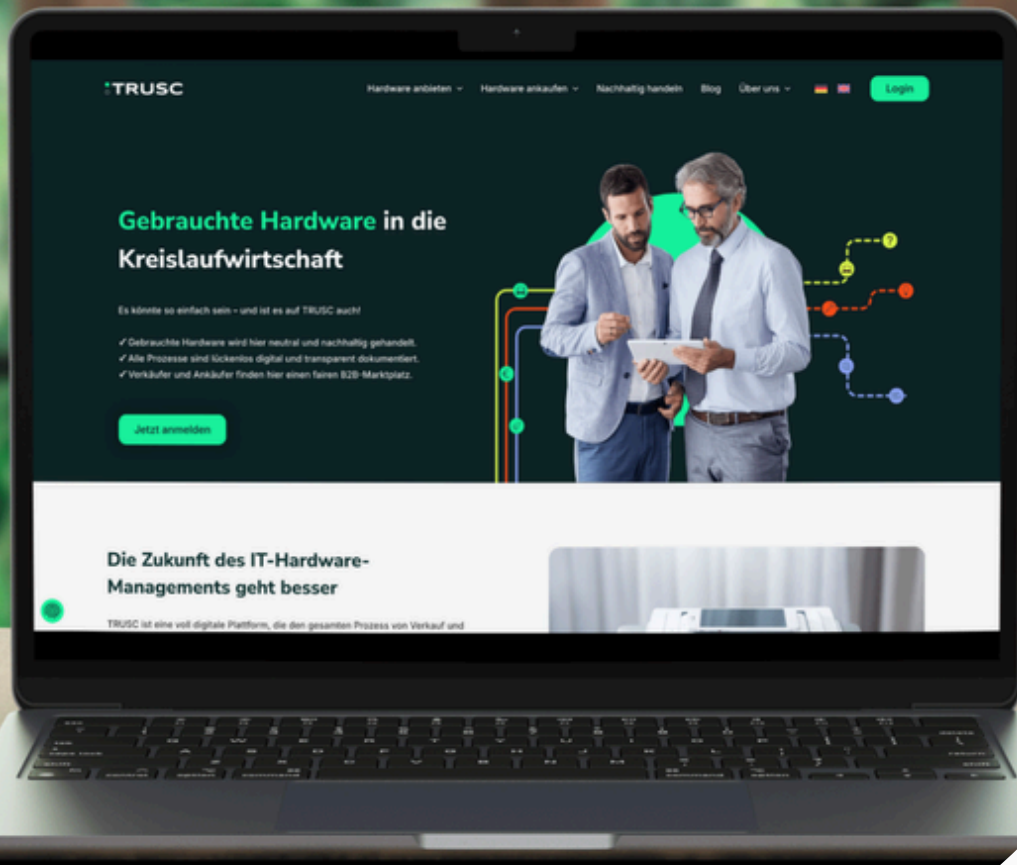 TRUSC
Hardware anbieten
Hardware ankaufen
Nachhaltig handeln
Blog
Über uns
Login
Gebrauchte Hardware in die
Kreislaufwirtschaft
Es könnte so einfach sein – und ist es auf TRUSC auch!
✓ Gebrauchte Hardware wird hier neutral und nachhaltig gehandelt.
✓ Alle Prozesse sind lückenlos digital und transparent dokumentiert.
✓ Verkäufer und Ankäufer finden hier einen fairen B2B-Marktplatz.
Jetzt anmelden
Die Zukunft des IT-Hardware-
Managements geht besser
TRUSC ist eine voll digitale Plattform, die den gesamten Prozess von Verkauf und